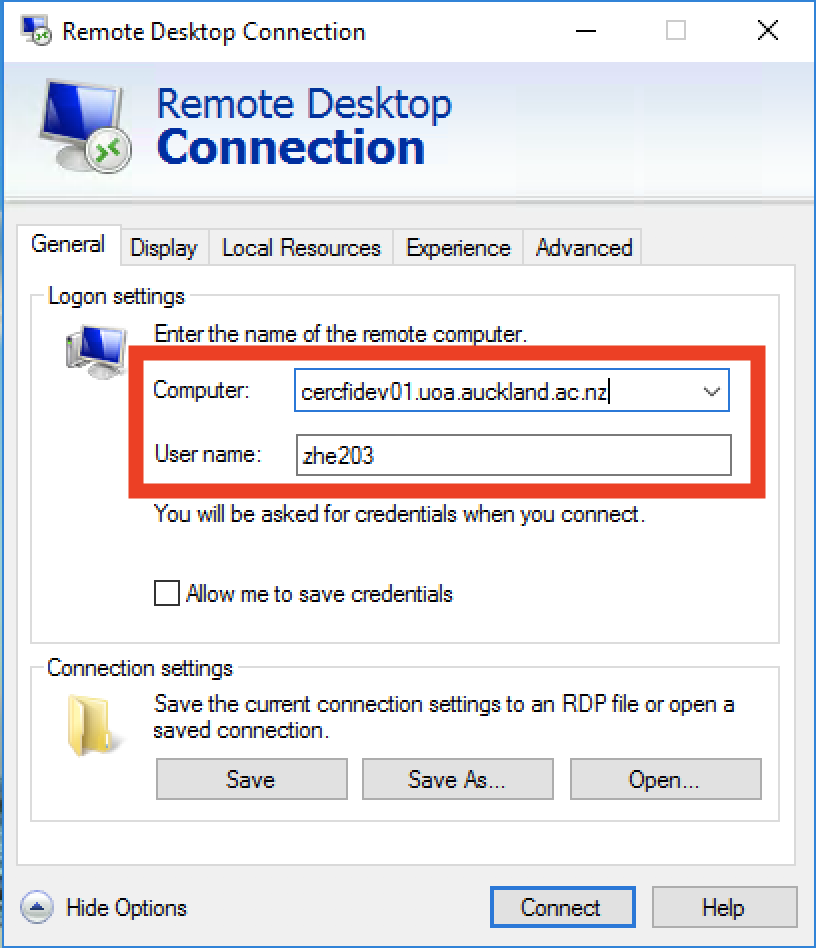 Remote Desktop Connection
Remote Desktop
Connection
General Display Local Resources Experience Advanced
Logon settings
Enter the name of the remote computer.
Computer: cercfidev01.uoa.auckland.ac.nz
User name: zhe203
You will be asked for credentials when you connect.
Allow me to save credentials
Connection settings
Save the current connection settings to an RDP file or open a
saved connection.
Save Save As... Open...
Hide Options Connect Help